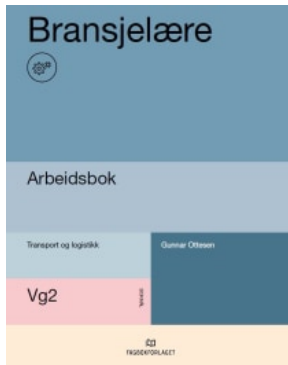 Bransjelære
Arbeidsbok
Transport og logistikk
Gunnar Ottesen
Vg2
FAGBOKFORLAGET